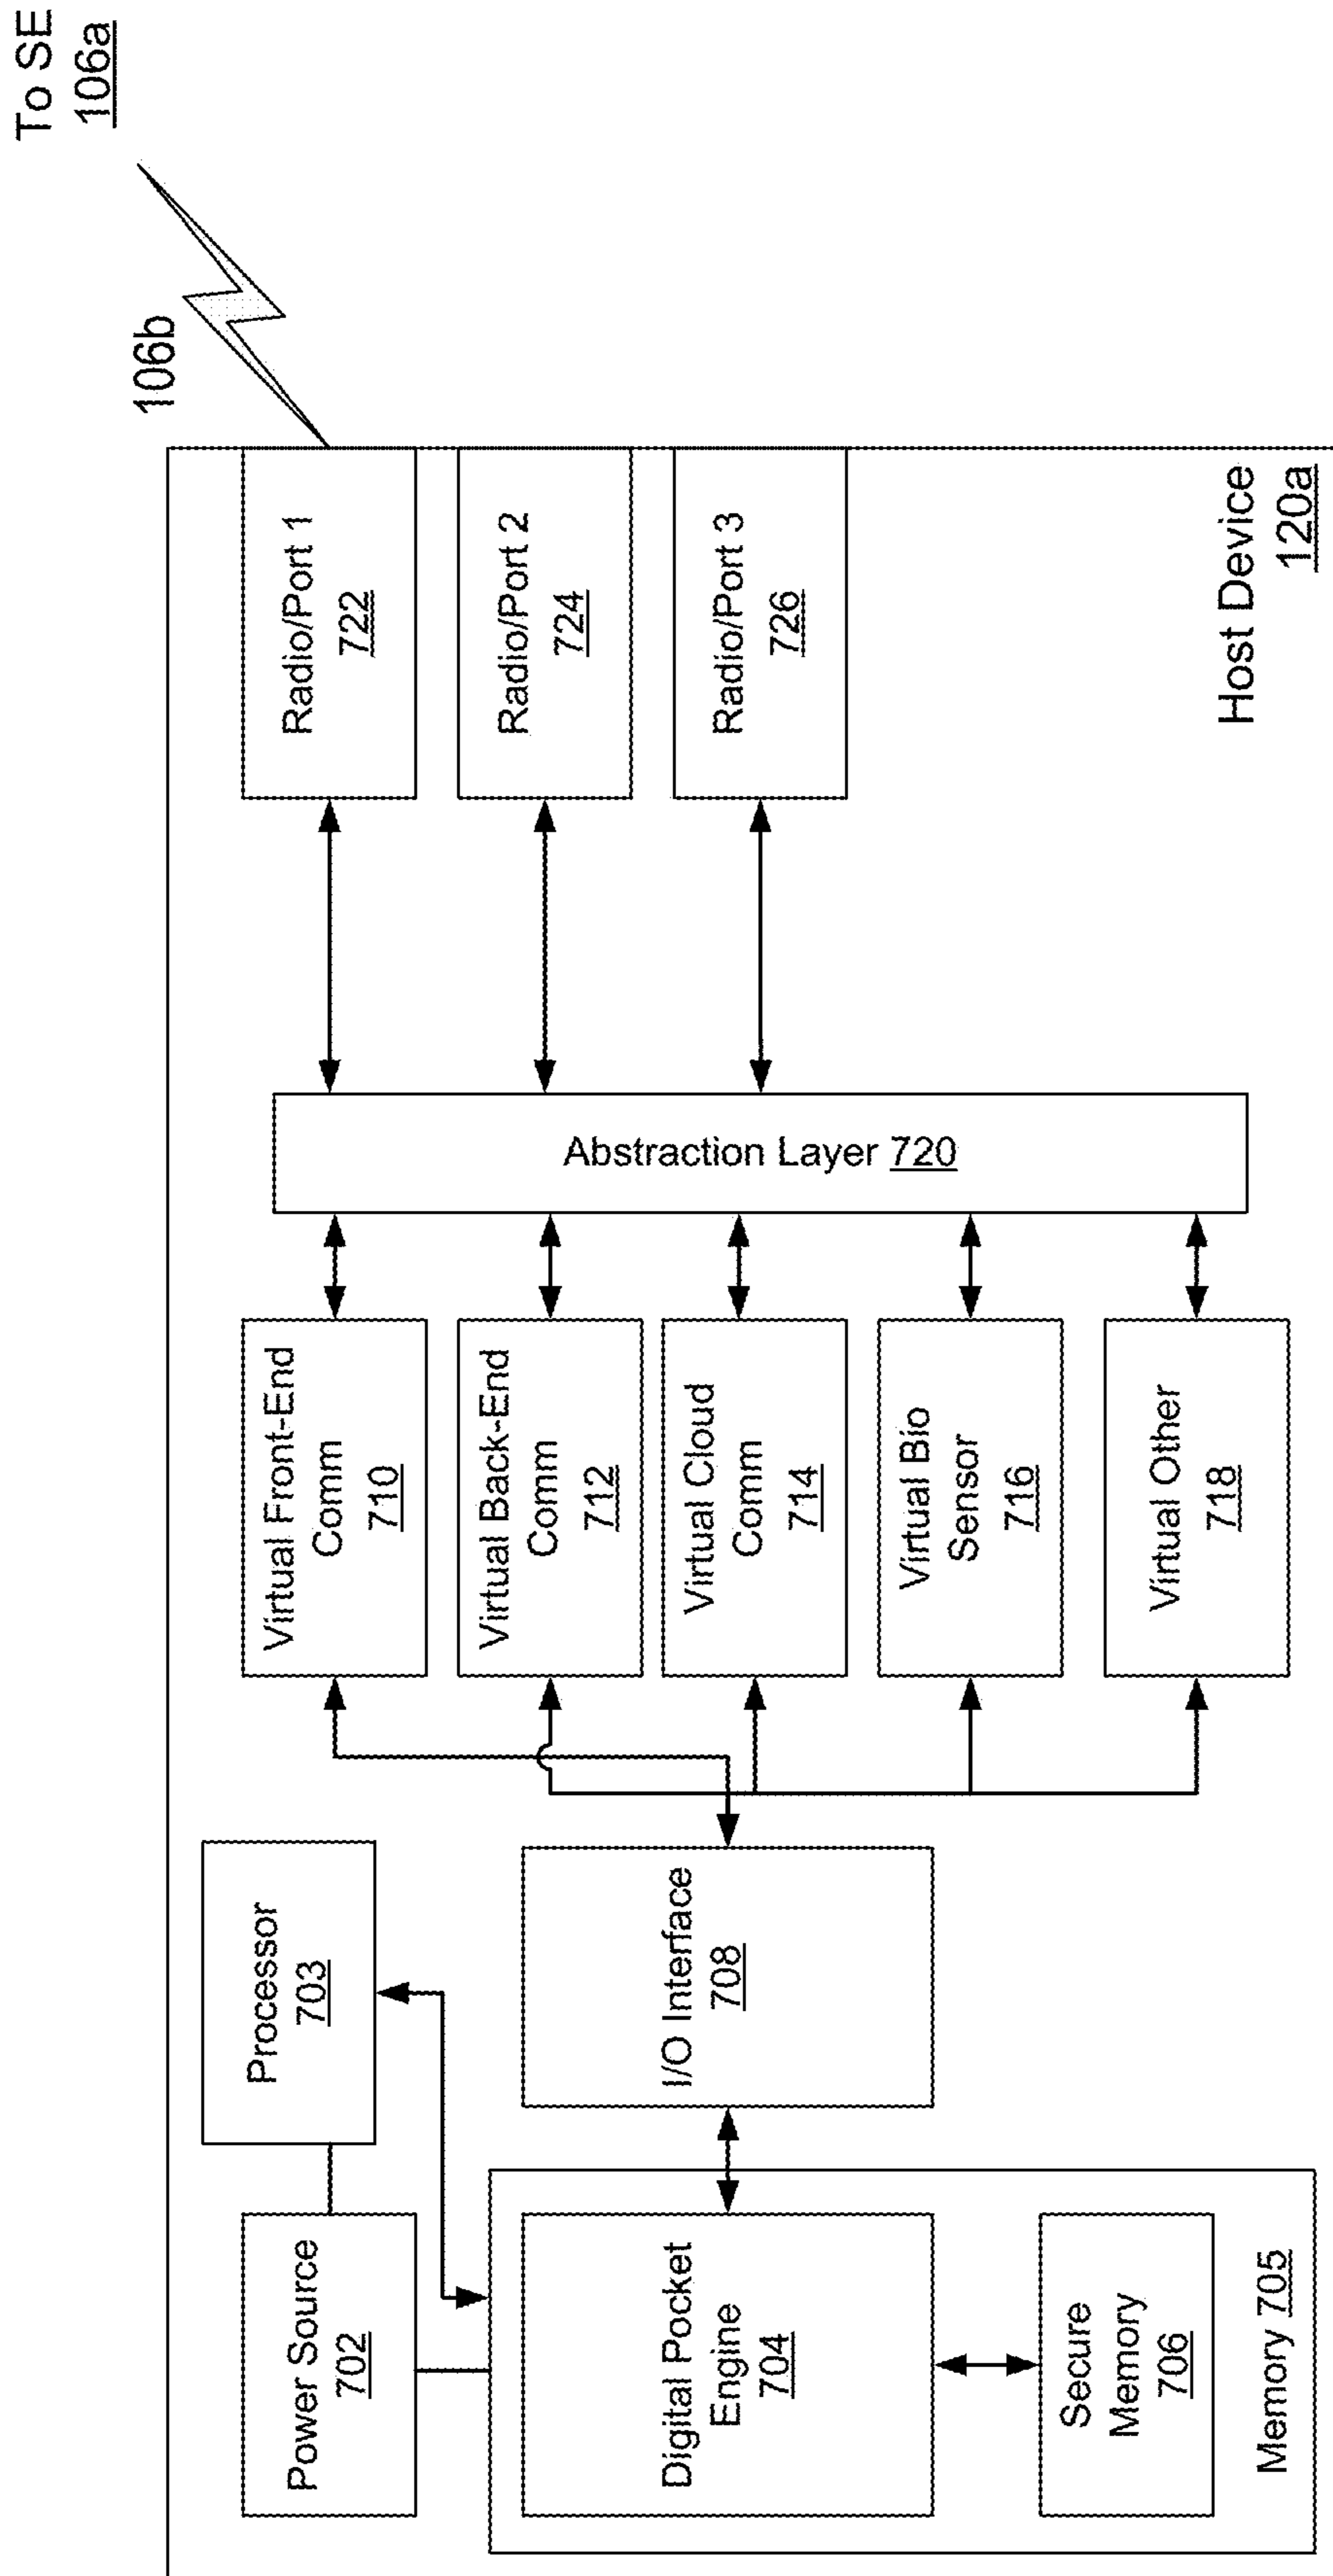 To SE
106a
106b
Power Source
702
Processor
703
Digital Pocket
Engine
704
Secure
Memory
706
Memory 705
I/O Interface
708
Virtual Front-End
Comm
710
Virtual Back-End
Comm
712
Virtual Cloud
Comm
714
Virtual Bio
Sensor
716
Virtual Other
718
Abstraction Layer 720
Radio/Port 1
722
Radio/Port 2
724
Radio/Port 3
726
Host Device
120a